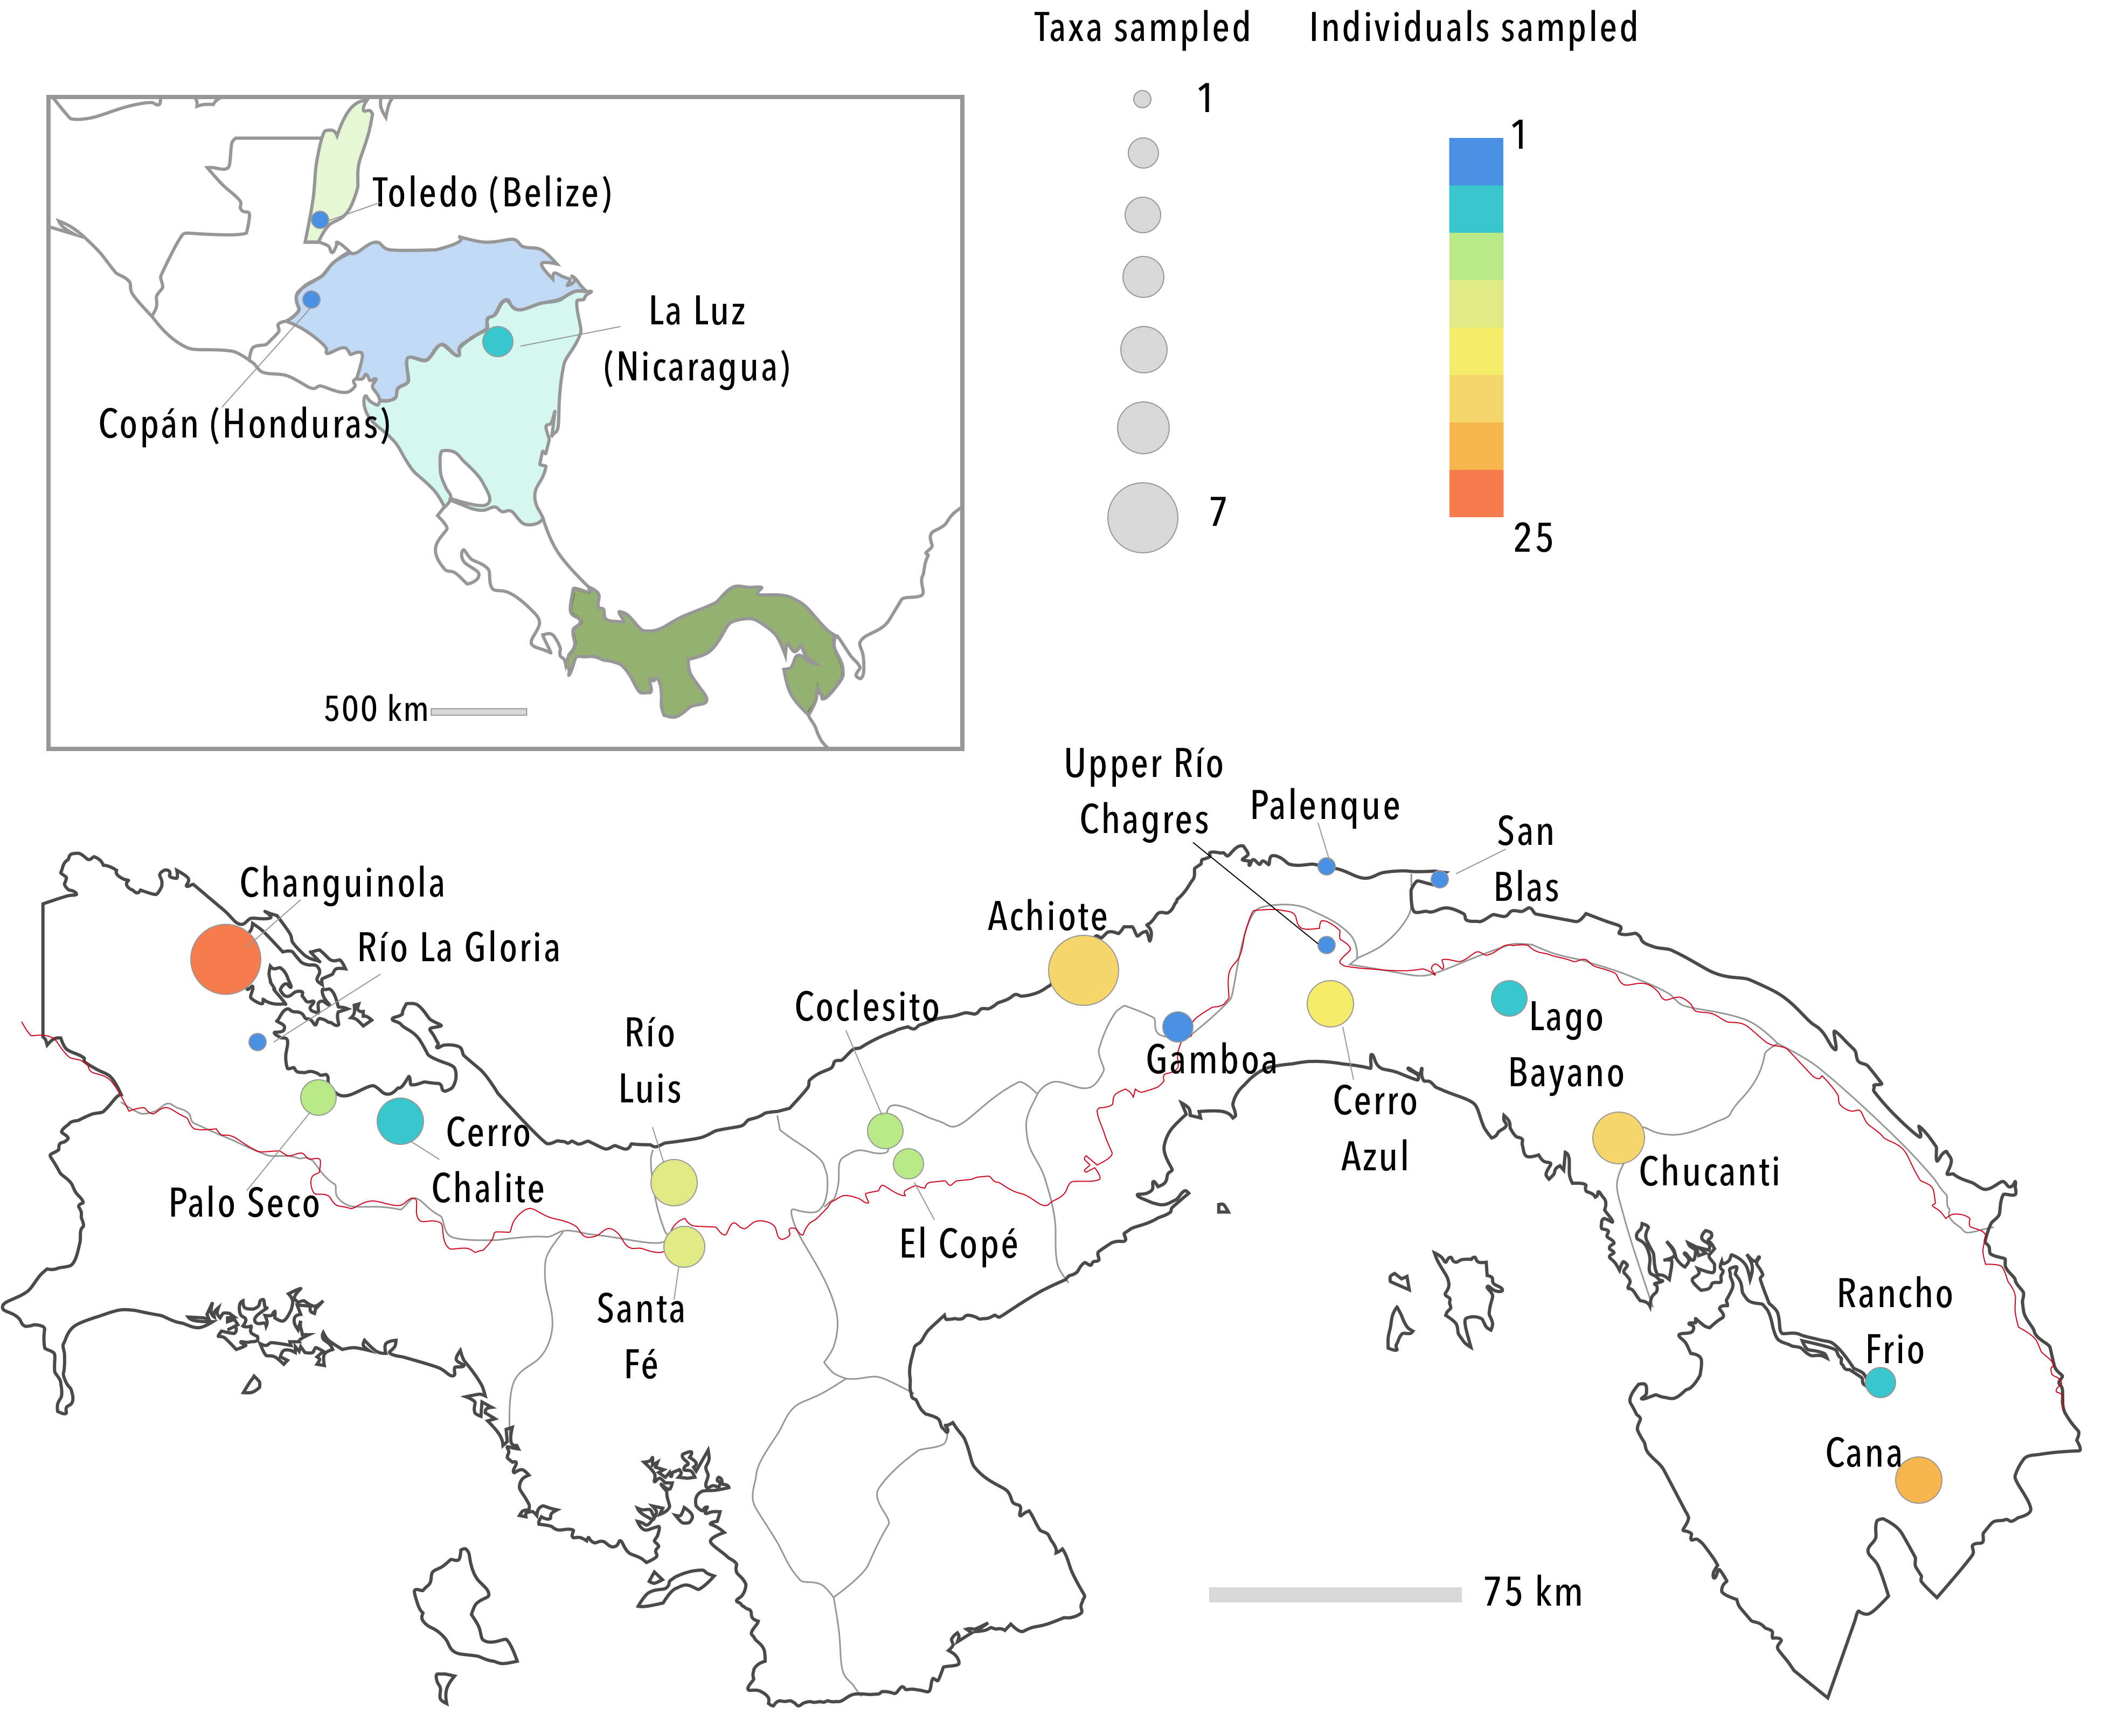 Taxa sampled
Individuals sampled
1
7
1
25
Toledo (Belize)
La Luz
(Nicaragua)
Copán (Honduras)
500 km
Upper Río
Chagres
Palenque
San
Blas
Changuinola
Río La Gloria
Achiote
Coclesito
Río
Luis
Gamboa
Lago
Bayano
Cerro
Azul
Cerro
Chalite
Palo Seco
Chucanti
El Copé
Santa
Fé
Rancho
Frio
Cana
75 km